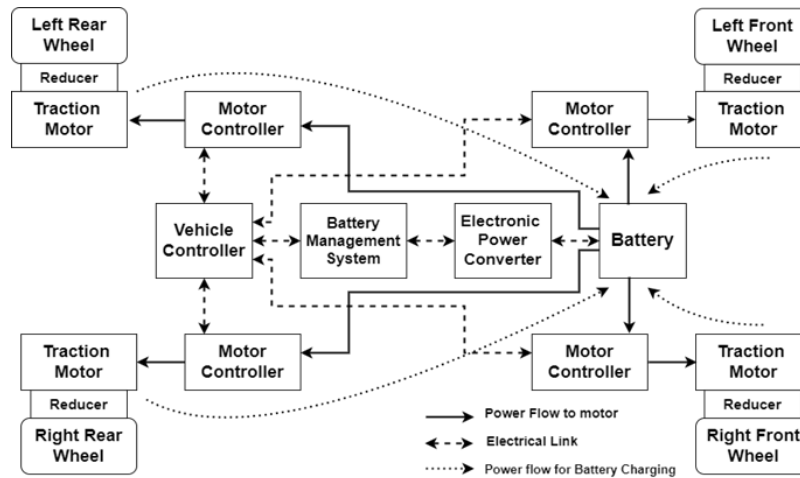 Left Rear
Wheel
Reducer
Traction
Motor
Motor
Controller
Motor
Controller
Left Front
Wheel
Reducer
Traction
Motor
Vehicle
Controller
Battery
Management
System
Electronic
Power
Converter
Battery
Traction
Motor
Reducer
Right Rear
Wheel
Motor
Controller
Motor
Controller
Traction
Motor
Reducer
Right Front
Wheel
Power Flow to motor
Electrical Link
Power flow for Battery Charging